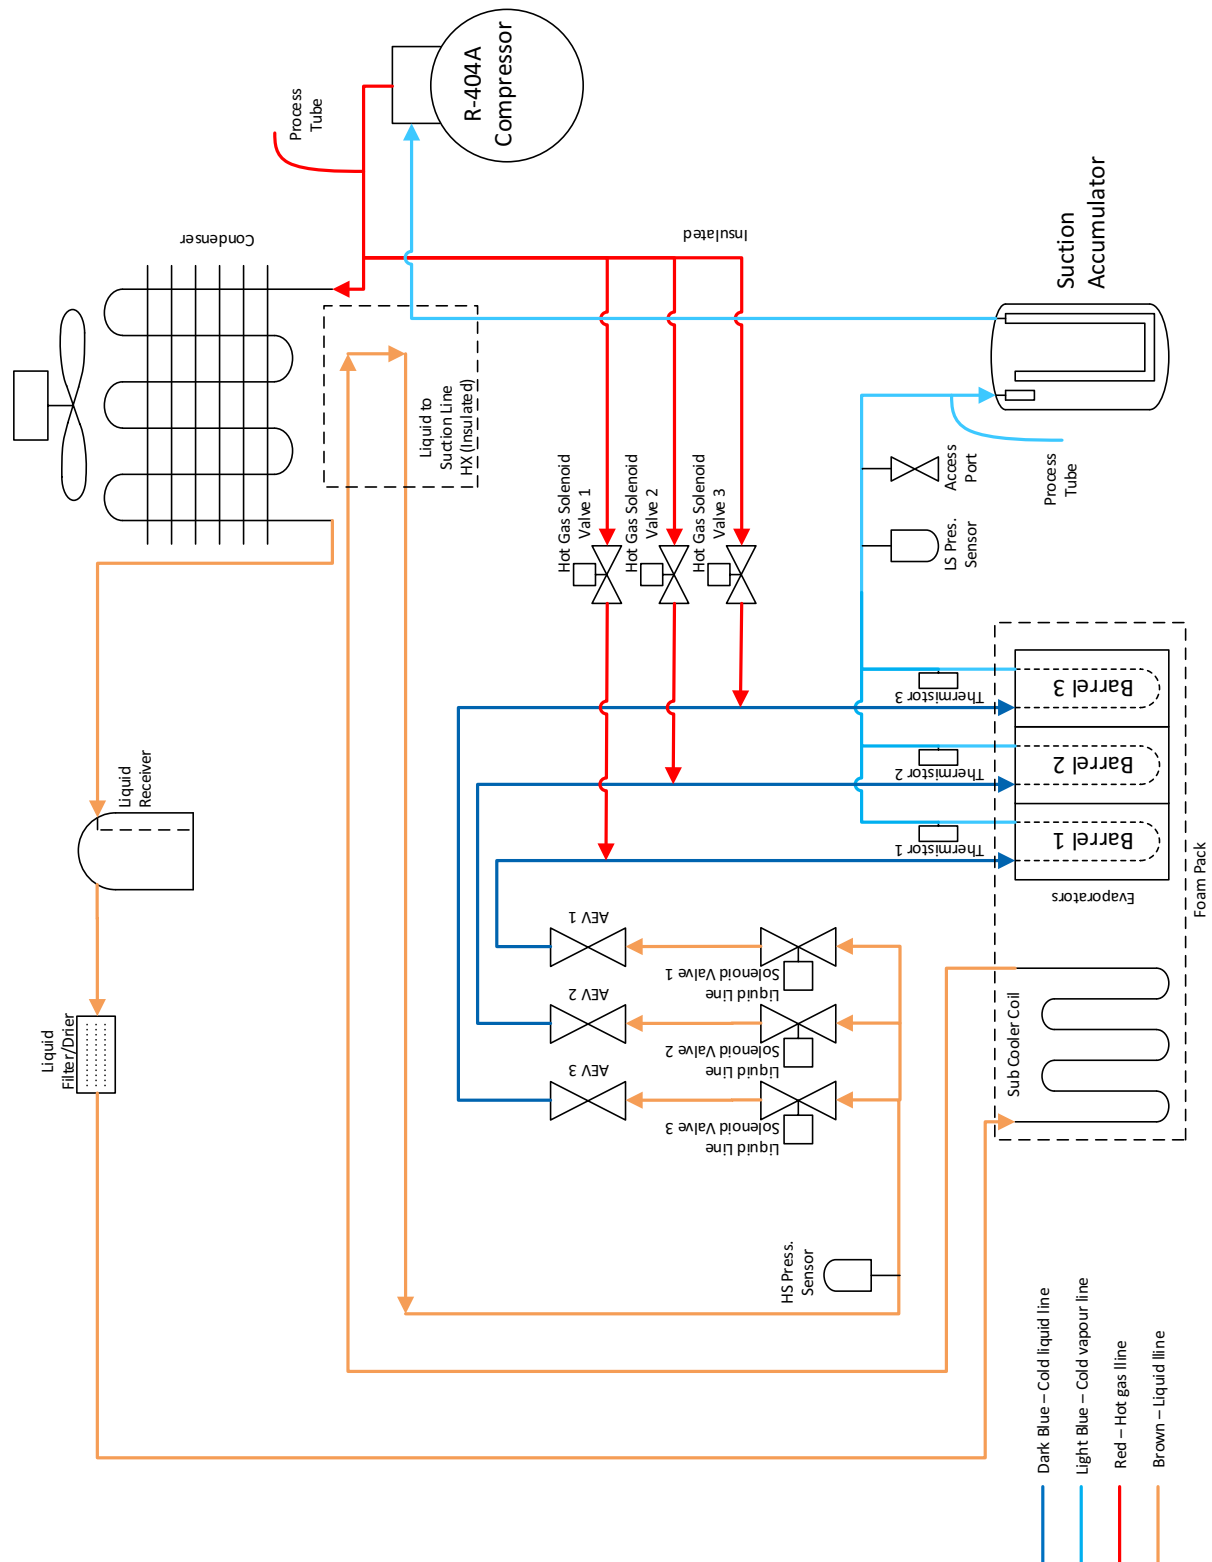 R-404A
Compressor
Process
Tube
Condenser
Insulated
Suction
Accumulator
Liquid to
Suction Line
HX (Insulated)
Hot Gas Solenoid
Valve 1
Hot Gas Solenoid
Valve 2
Hot Gas Solenoid
Valve 3
Access
Port
Process
Tube
LS Pres.
Sensor
Liquid
Receiver
Thermistor 3
Thermistor 2
Thermistor 1
Barrel 3
Barrel 2
Barrel 1
Evaporators
Foam Pack
AEV 1
AEV 2
AEV 3
Liquid Line
Solenoid Valve 1
Liquid Line
Solenoid Valve 2
Liquid Line
Solenoid Valve 3
Liquid
Filter/Drier
Sub Cooler Coil
HS Press.
Sensor
Dark Blue – Cold liquid line
Light Blue – Cold vapour line
Red – Hot gas lline
Brown – Liquid lline